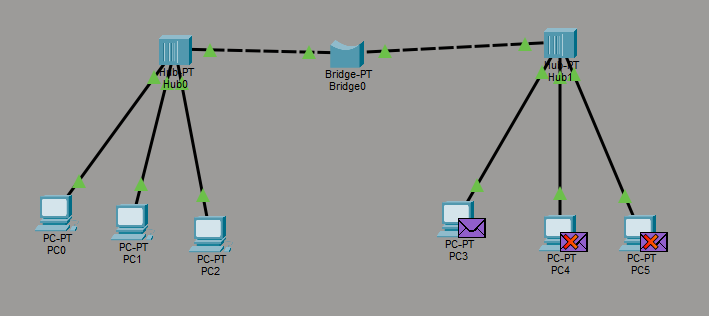 Hub-PT
Hub0
Bridge-PT
Bridge0
Hub-PT
Hub1
PC-PT
PC0
PC-PT
PC1
PC-PT
PC2
PC-PT
PC3
PC-PT
PC4
PC-PT
PC5